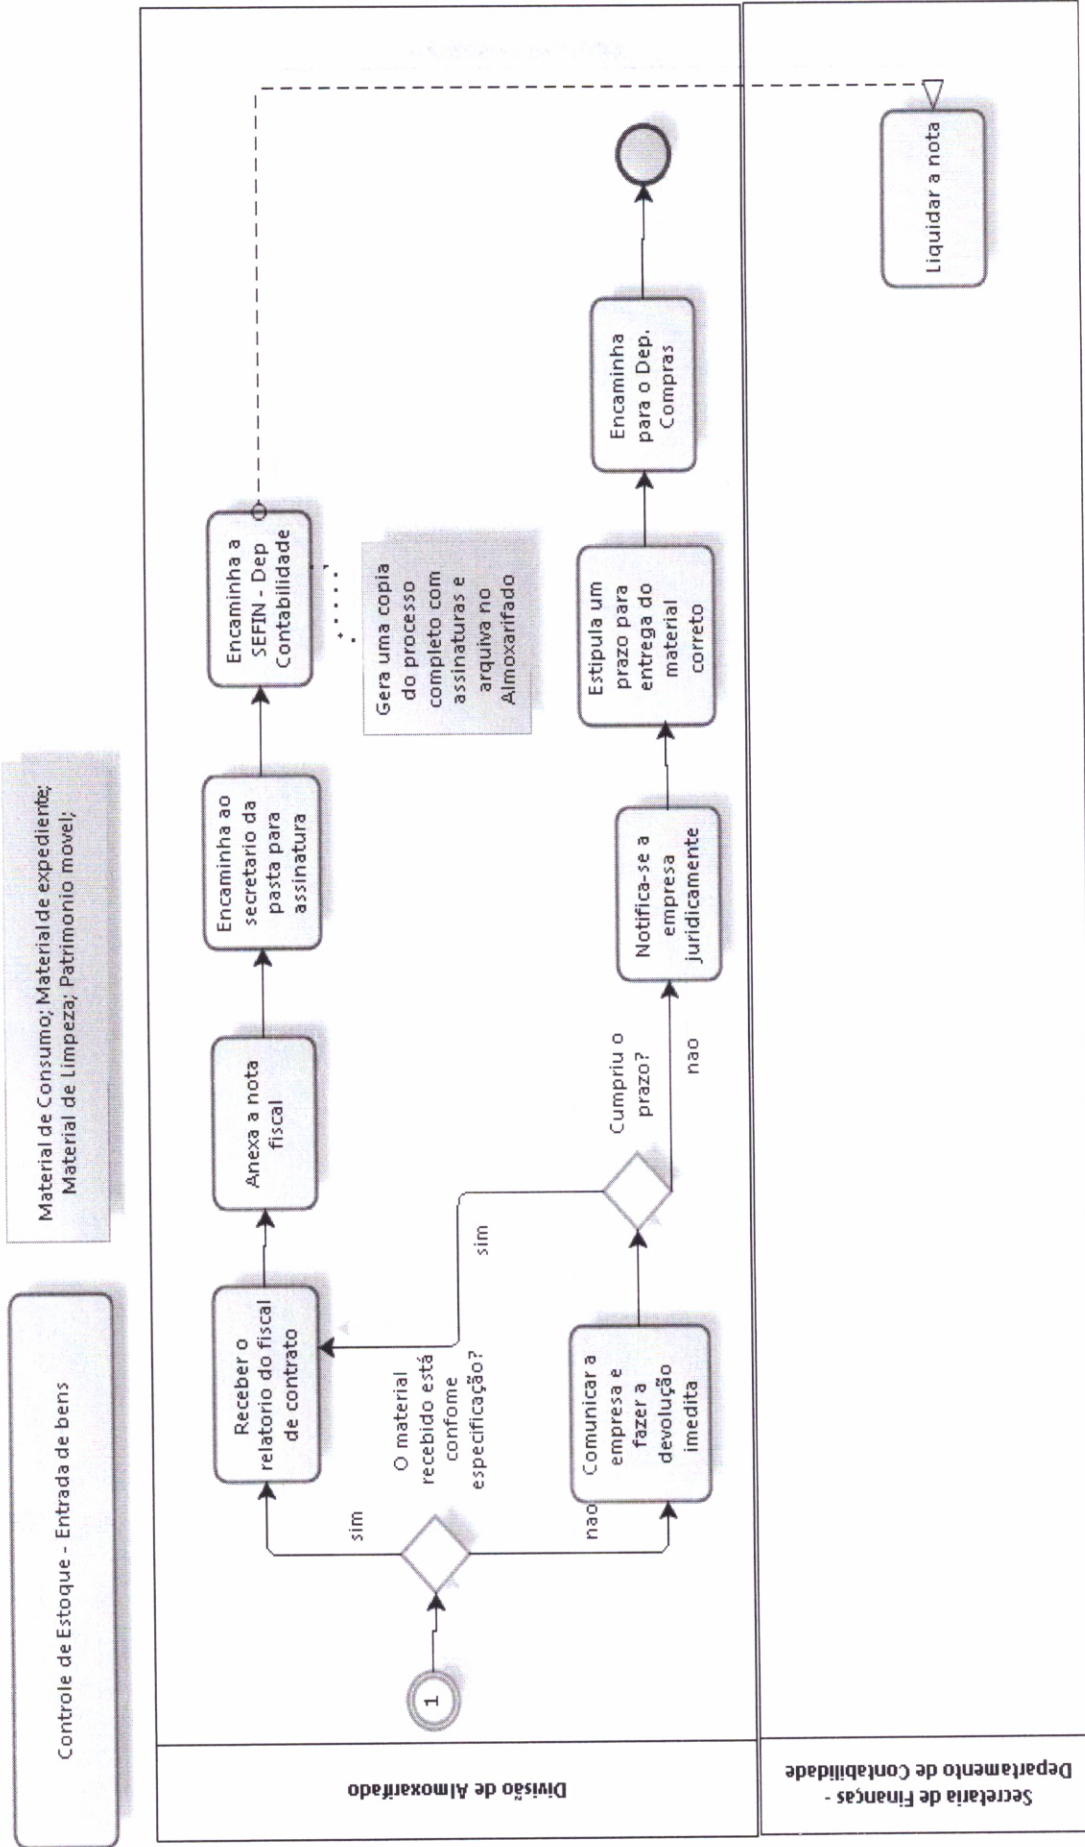 Controle de Estoque - Entrada de bens
Material de Consumo; Material de expediente;
Material de Limpeza; Patrimonio movel;
Divisão de Almoxarifado
1
O material
recebido está
confome
especificação?
sim
Receber o
relatorio do fiscal
de contrato
Anexa a nota
fiscal
Encaminha ao
secretario da
pasta para
assinatura
Encaminha a
SEFIN - Dep
Contabilidade
Gera uma copia
do processo
completo com
assinaturas e
arquiva no
Almoxarifado
nao
Comunicar a
empresa e
fazer a
devolução
imedita
Cumpriu o
prazo?
sim
nao
Notifica-se a
empresa
juridicamente
Estipula um
prazo para
entrega do
material
correto
Encaminha
para o Dep.
Compras
Secretaria de Finanças -
Departamento de Contabilidade
Liquidar a nota